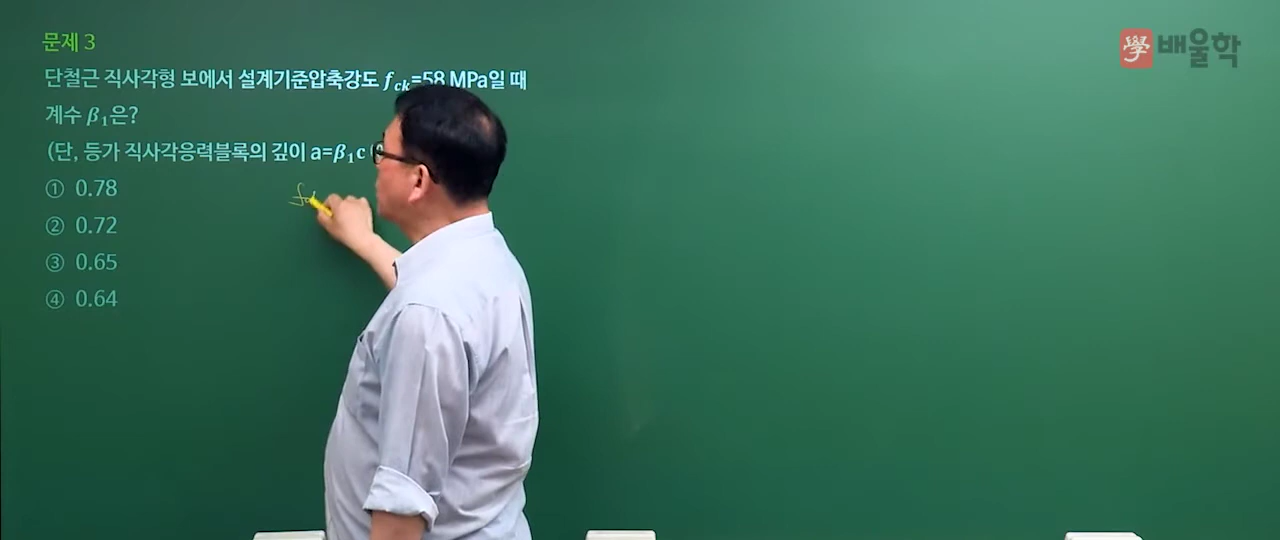 문제 3
學 배울학
단철근 직사각형 보에서 설계기준압축강도 fck=58 MPa일 때
계수 β1은?
(단, 등가 직사각응력블록의 깊이 a=β1c
① 0.78
② 0.72
③ 0.65
④ 0.64